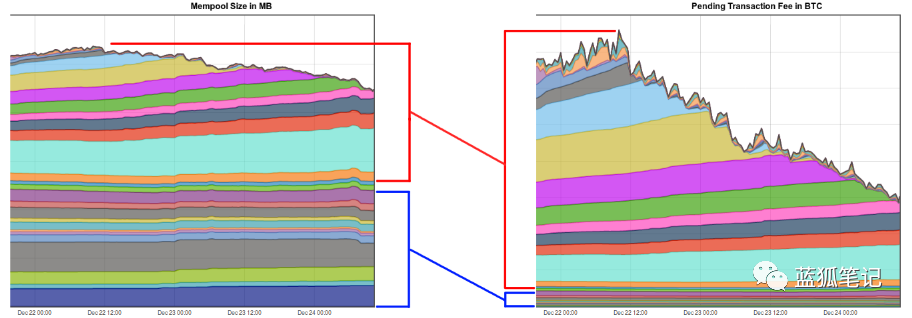 Mempool Size in MB
Dec 22 00:00 Dec 22 12:00 Dec 23 00:00 Dec 23 12:00 Dec 24 00:00
Pending Transaction Fee in BTC
Dec 22 00:00 Dec 22 12:00 Dec 23 00:00 Dec 23 12:00 Dec 24 00:00
蓝狐笔记